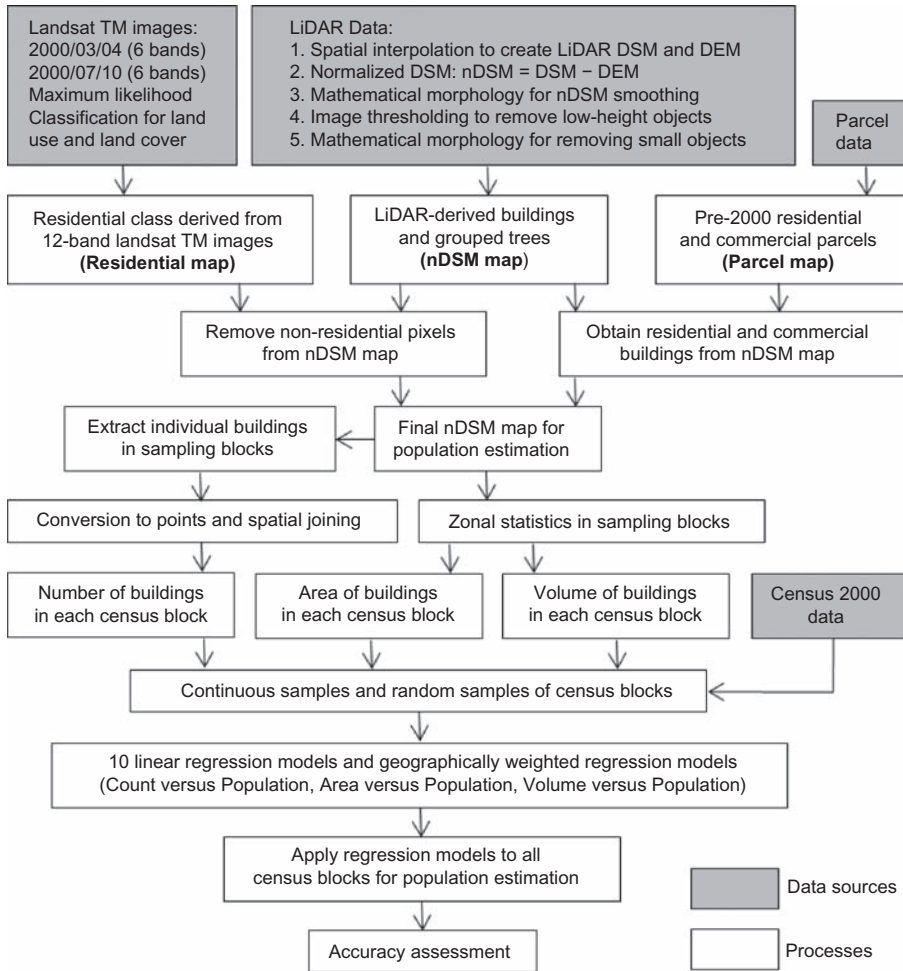 Landsat TM images:
2000/03/04 (6 bands)
2000/07/10 (6 bands)
Maximum likelihood
Classification for land
use and land cover
LiDAR Data:
1. Spatial interpolation to create LiDAR DSM and DEM
2. Normalized DSM: nDSM = DSM − DEM
3. Mathematical morphology for nDSM smoothing
4. Image thresholding to remove low-height objects
5. Mathematical morphology for removing small objects
Parcel
data
Residential class derived from
12-band landsat TM images
(Residential map)
LiDAR-derived buildings
and grouped trees
(nDSM map)
Pre-2000 residential
and commercial parcels
(Parcel map)
Remove non-residential pixels
from nDSM map
Obtain residential and commercial
buildings from nDSM map
Extract individual buildings
in sampling blocks
Final nDSM map for
population estimation
Conversion to points and spatial joining
Zonal statistics in sampling blocks
Number of buildings
in each census block
Area of buildings
in each census block
Volume of buildings
in each census block
Census 2000
data
Continuous samples and random samples of census blocks
10 linear regression models and geographically weighted regression models
(Count versus Population, Area versus Population, Volume versus Population)
Apply regression models to all
census blocks for population estimation
Accuracy assessment
Data sources
Processes